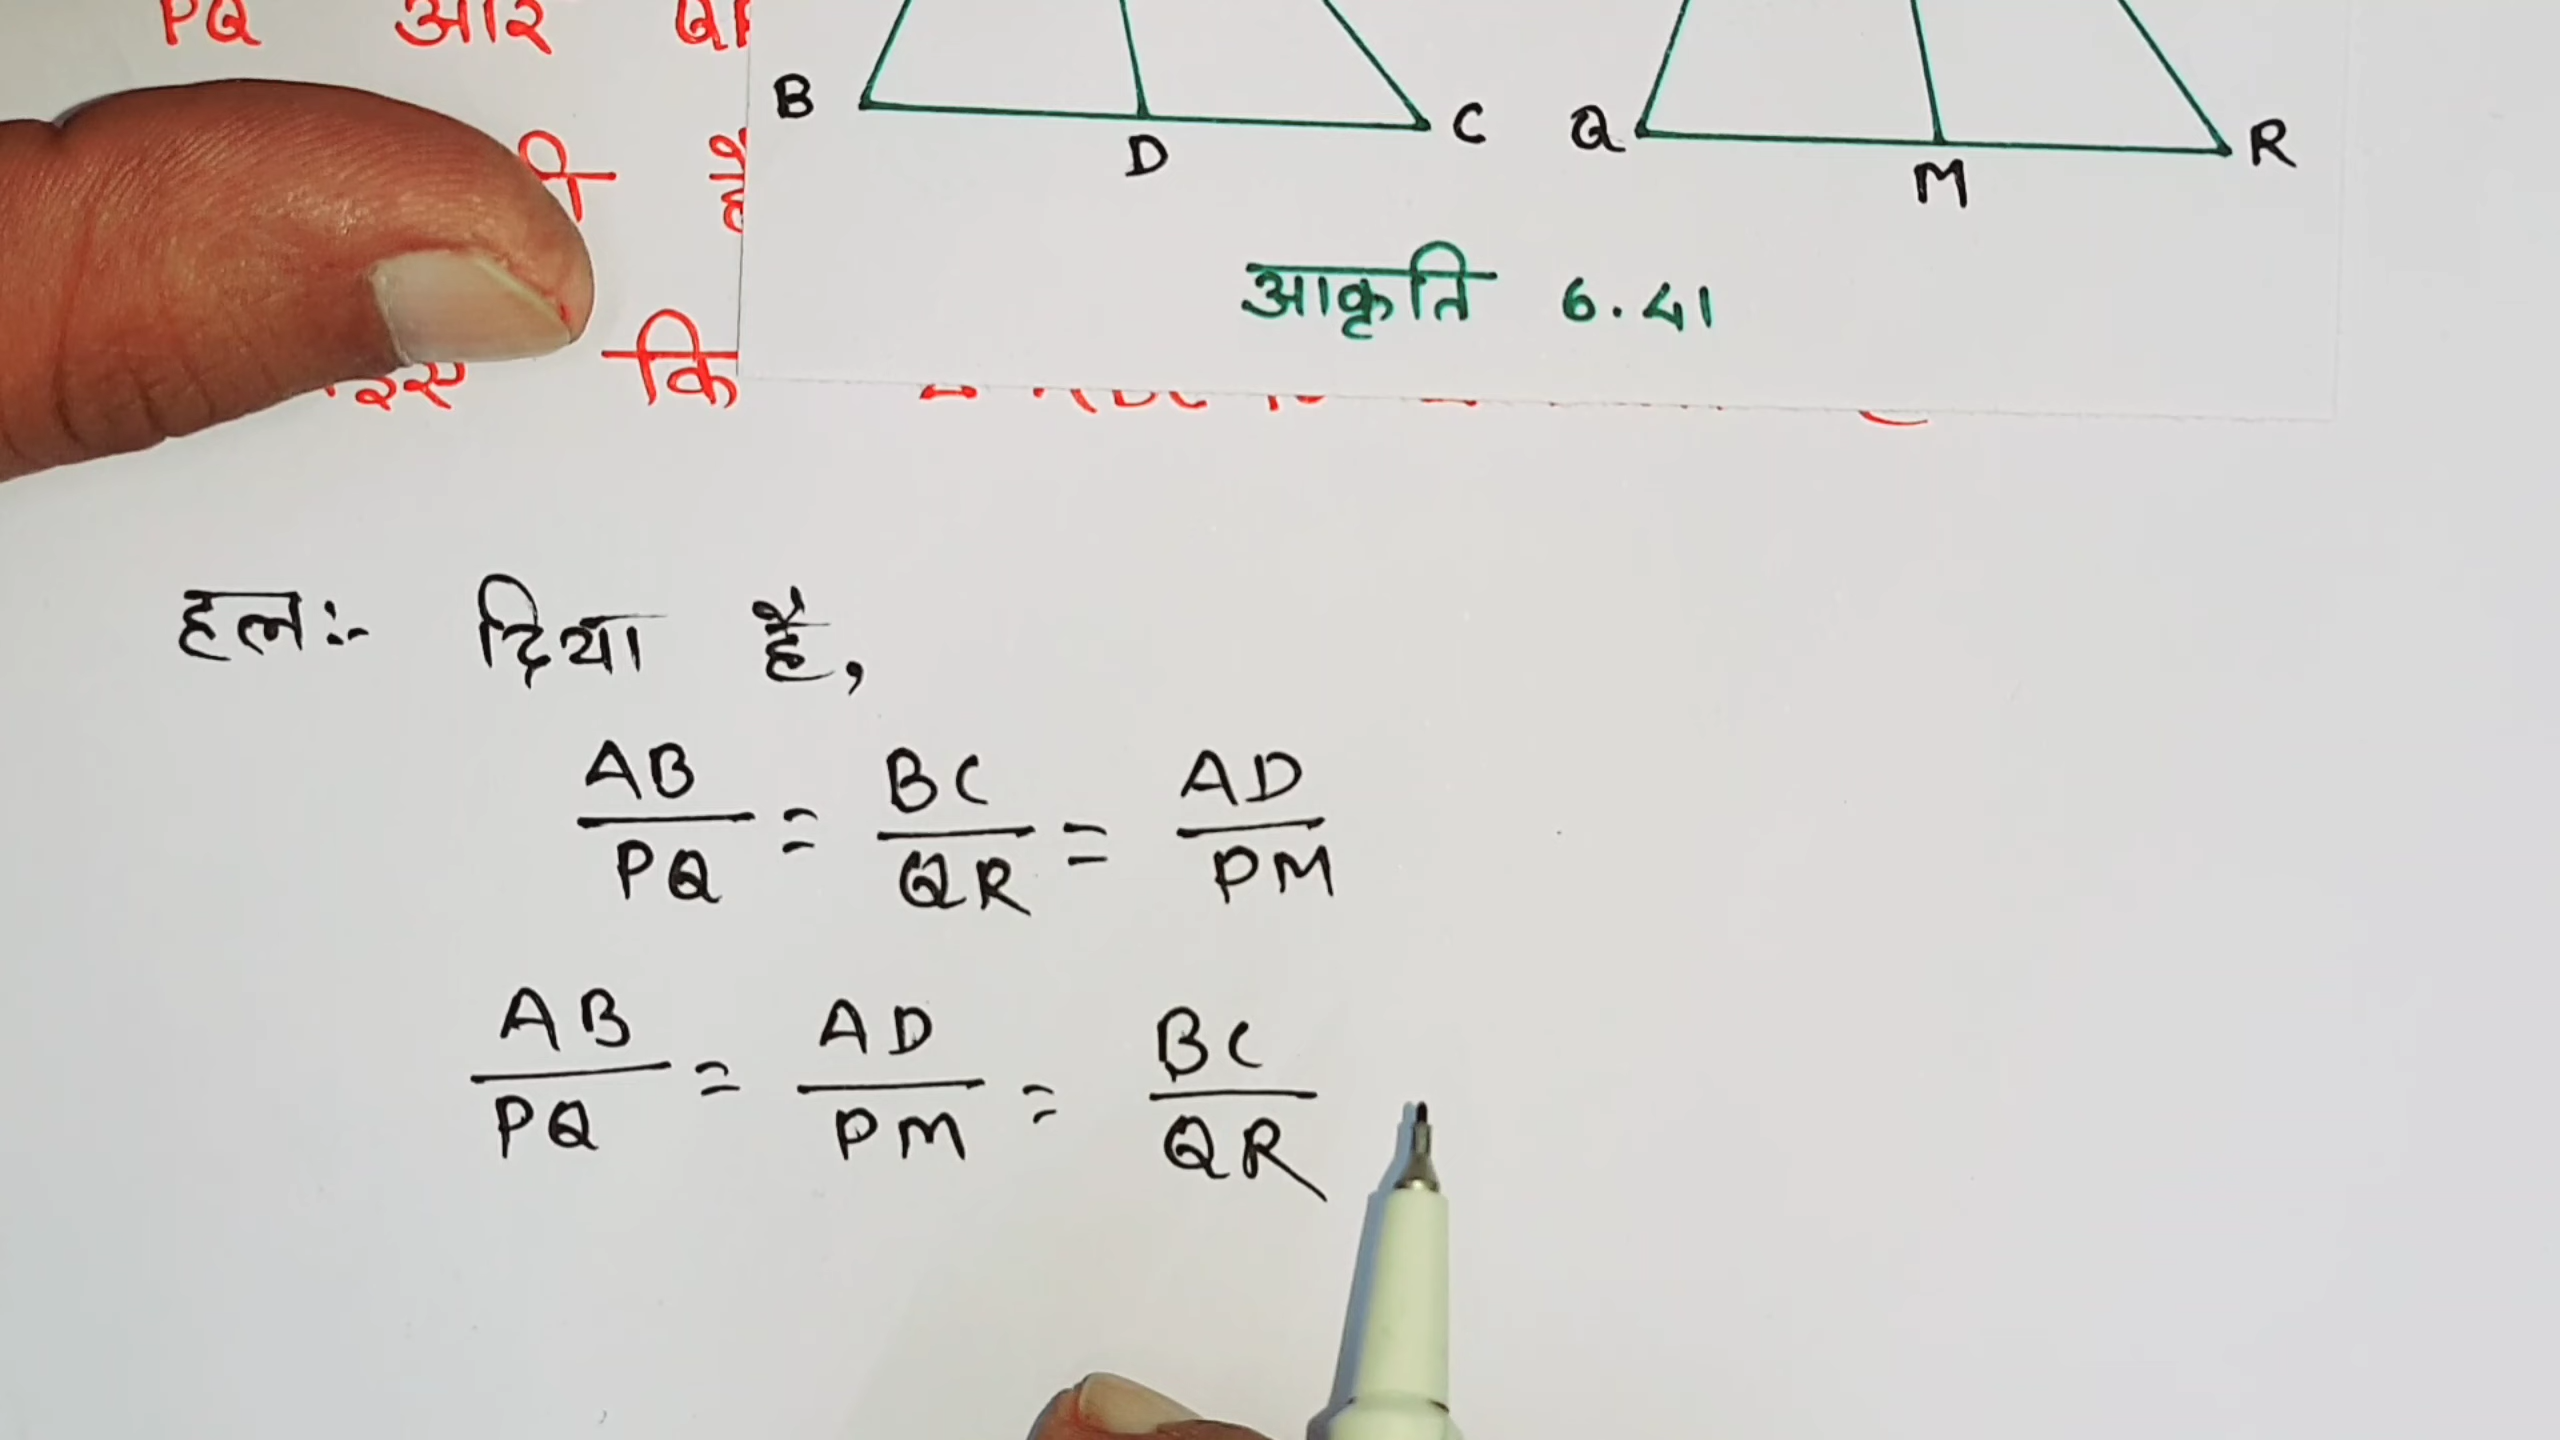 PQ और
B D C Q M R
है
आकृति 6.41
कि
हल:- दिया है,
AB/PQ = BC/QR = AD/PM
AB/PQ = AD/PM = BC/QR